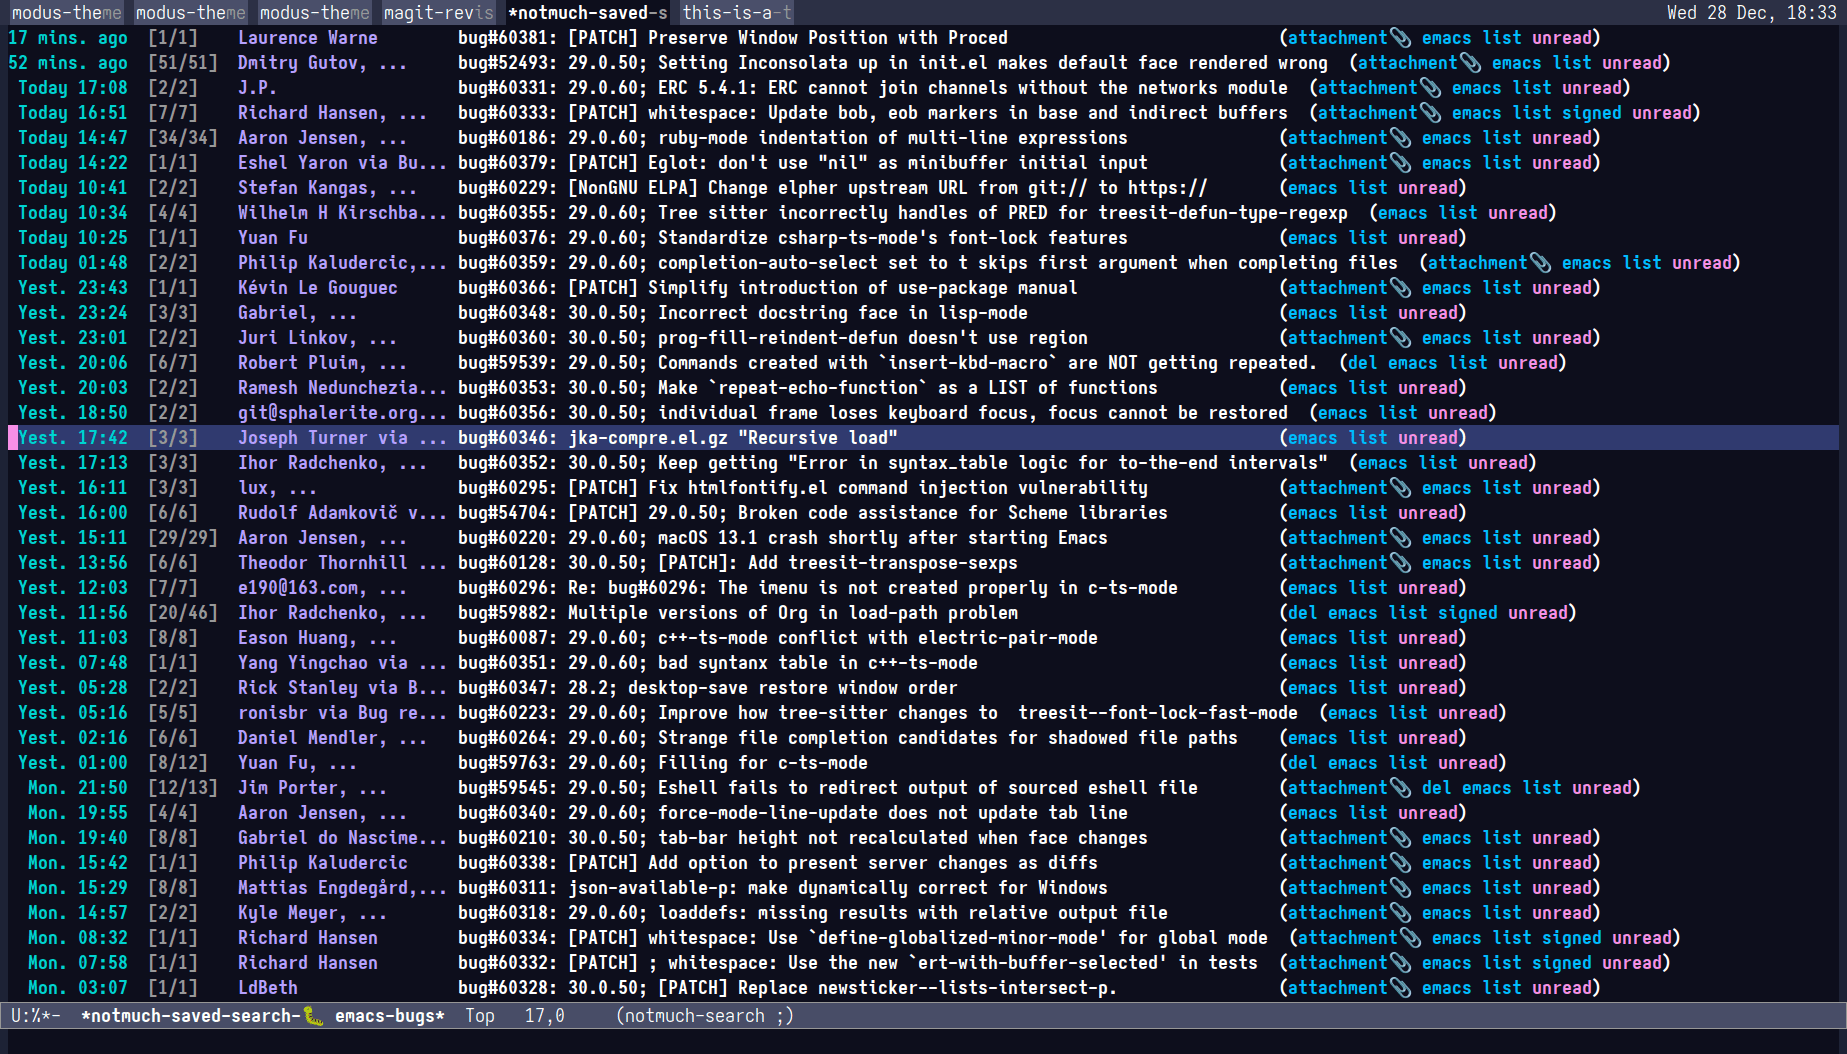 modus-theme modus-theme modus-theme magit-revis *notmuch-saved-s this-is-a-t Wed 28 Dec, 18:33
17 mins. ago [1/1] Laurence Warne bug#60381: [PATCH] Preserve Window Position with Proced (attachment📎 emacs list unread)
52 mins. ago [51/51] Dmitry Gutov, ... bug#52493: 29.0.50; Setting Inconsolata up in init.el makes default face rendered wrong (attachment📎 emacs list unread)
Today 17:08 [2/2] J.P. bug#60331: 29.0.60; ERC 5.4.1: ERC cannot join channels without the networks module (attachment📎 emacs list unread)
Today 16:51 [7/7] Richard Hansen, ... bug#60333: [PATCH] whitespace: Update bob, eob markers in base and indirect buffers (attachment📎 emacs list signed unread)
Today 14:47 [34/34] Aaron Jensen, ... bug#60186: 29.0.60; ruby-mode indentation of multi-line expressions (attachment📎 emacs list unread)
Today 14:22 [1/1] Eshel Yaron via Bu... bug#60379: [PATCH] Eglot: don't use "nil" as minibuffer initial input (attachment📎 emacs list unread)
Today 10:41 [2/2] Stefan Kangas, ... bug#60229: [NonGNU ELPA] Change elpher upstream URL from git:// to https:// (emacs list unread)
Today 10:34 [4/4] Wilhelm H Kirschba... bug#60355: 29.0.60; Tree sitter incorrectly handles of PRED for treesit-defun-type-regexp (emacs list unread)
Today 10:25 [1/1] Yuan Fu bug#60376: 29.0.60; Standardize csharp-ts-mode's font-lock features (emacs list unread)
Today 01:48 [2/2] Philip Kaludercic,... bug#60359: 29.0.60; completion-auto-select set to t skips first argument when completing files (attachment📎 emacs list unread)
Yest. 23:43 [1/1] Kévin Le Gouguec bug#60366: [PATCH] Simplify introduction of use-package manual (attachment📎 emacs list unread)
Yest. 23:24 [3/3] Gabriel, ... bug#60348: 30.0.50; Incorrect docstring face in lisp-mode (emacs list unread)
Yest. 23:01 [2/2] Juri Linkov, ... bug#60360: 30.0.50; prog-fill-reindent-defun doesn't use region (attachment📎 emacs list unread)
Yest. 20:06 [6/7] Robert Pluim, ... bug#59539: 29.0.50; Commands created with `insert-kbd-macro` are NOT getting repeated. (del emacs list unread)
Yest. 20:03 [2/2] Ramesh Nedunchezia... bug#60353: 30.0.50; Make `repeat-echo-function` as a LIST of functions (emacs list unread)
Yest. 18:50 [2/2] git@sphalerite.org... bug#60356: 30.0.50; individual frame loses keyboard focus, focus cannot be restored (emacs list unread)
Yest. 17:42 [3/3] Joseph Turner via ... bug#60346: jka-compre.el.gz "Recursive load" (emacs list unread)
Yest. 17:13 [3/3] Ihor Radchenko, ... bug#60352: 30.0.50; Keep getting "Error in syntax_table logic for to-the-end intervals" (emacs list unread)
Yest. 16:11 [3/3] lux, ... bug#60295: [PATCH] Fix htmlfontify.el command injection vulnerability (attachment📎 emacs list unread)
Yest. 16:00 [6/6] Rudolf Adamkovič v... bug#54704: [PATCH] 29.0.50; Broken code assistance for Scheme libraries (emacs list unread)
Yest. 15:11 [29/29] Aaron Jensen, ... bug#60220: 29.0.60; macOS 13.1 crash shortly after starting Emacs (attachment📎 emacs list unread)
Yest. 13:56 [6/6] Theodor Thornhill ... bug#60128: 30.0.50; [PATCH]: Add treesit-transpose-sexps (attachment📎 emacs list unread)
Yest. 12:03 [7/7] e190@163.com, ... bug#60296: Re: bug#60296: The imenu is not created properly in c-ts-mode (emacs list unread)
Yest. 11:56 [20/46] Ihor Radchenko, ... bug#59882: Multiple versions of Org in load-path problem (del emacs list signed unread)
Yest. 11:03 [8/8] Eason Huang, ... bug#60087: 29.0.60; c++-ts-mode conflict with electric-pair-mode (emacs list unread)
Yest. 07:48 [1/1] Yang Yingchao via ... bug#60351: 29.0.60; bad syntanx table in c++-ts-mode (emacs list unread)
Yest. 05:28 [2/2] Rick Stanley via B... bug#60347: 28.2; desktop-save restore window order (emacs list unread)
Yest. 05:16 [5/5] ronisbr via Bug re... bug#60223: 29.0.60; Improve how tree-sitter changes to treesit--font-lock-fast-mode (emacs list unread)
Yest. 02:16 [6/6] Daniel Mendler, ... bug#60264: 29.0.60; Strange file completion candidates for shadowed file paths (emacs list unread)
Yest. 01:00 [8/12] Yuan Fu, ... bug#59763: 29.0.60; Filling for c-ts-mode (del emacs list unread)
Mon. 21:50 [12/13] Jim Porter, ... bug#59545: 29.0.50; Eshell fails to redirect output of sourced eshell file (attachment📎 del emacs list unread)
Mon. 19:55 [4/4] Aaron Jensen, ... bug#60340: 29.0.60; force-mode-line-update does not update tab line (emacs list unread)
Mon. 19:40 [8/8] Gabriel do Nascime... bug#60210: 30.0.50; tab-bar height not recalculated when face changes (attachment📎 emacs list unread)
Mon. 15:42 [1/1] Philip Kaludercic bug#60338: [PATCH] Add option to present server changes as diffs (attachment📎 emacs list unread)
Mon. 15:29 [8/8] Mattias Engdegård,... bug#60311: json-available-p: make dynamically correct for Windows (attachment📎 emacs list unread)
Mon. 14:57 [2/2] Kyle Meyer, ... bug#60318: 29.0.60; loaddefs: missing results with relative output file (attachment📎 emacs list unread)
Mon. 08:32 [1/1] Richard Hansen bug#60334: [PATCH] whitespace: Use `define-globalized-minor-mode' for global mode (attachment📎 emacs list signed unread)
Mon. 07:58 [1/1] Richard Hansen bug#60332: [PATCH] ; whitespace: Use the new `ert-with-buffer-selected' in tests (attachment📎 emacs list signed unread)
Mon. 03:07 [1/1] LdBeth bug#60328: 30.0.50; [PATCH] Replace newsticker--lists-intersect-p. (attachment📎 emacs list unread)
U:%*- *notmuch-saved-search-🐛 emacs-bugs* Top 17,0 (notmuch-search ;)